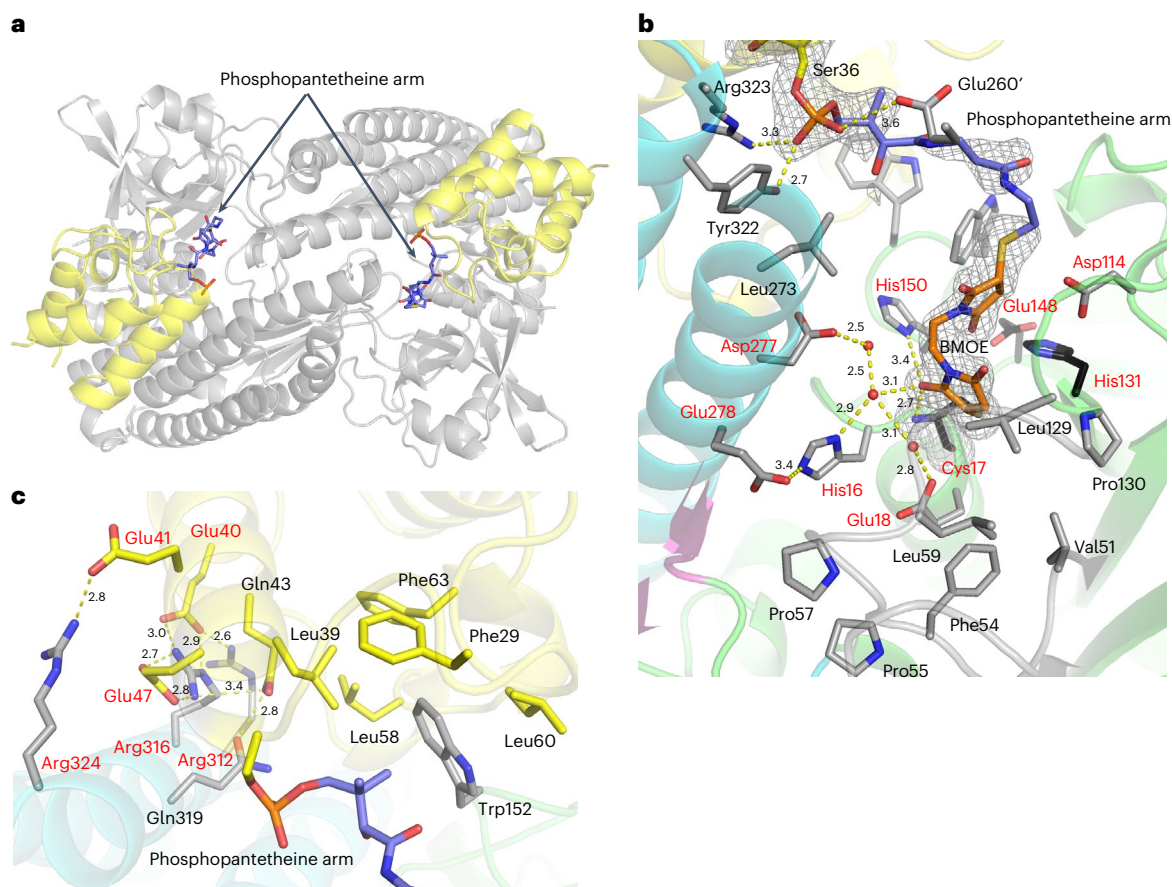 a
Phosphopantetheine arm
b
Ser36
Arg323
Glu260′
Phosphopantetheine arm
3.3
3.6
2.7
Tyr322
Leu273
His150
Asp114
Glu148
Asp277
2.5
BMOE
3.4
2.5
3.1
His131
2.7
Glu278
2.9
Leu129
3.1
3.4
Cys17
2.8
His16
Pro130
Glu18
Leu59
Val51
Pro57
Phe54
Pro55
c
Glu41
Glu40
Gln43
Phe63
2.8
Leu39
Phe29
3.0
2.6
2.9
2.7
3.4
2.8
Glu47
2.8
Leu58
Leu60
Arg316
Arg312
Arg324
Trp152
Gln319
Phosphopantetheine arm